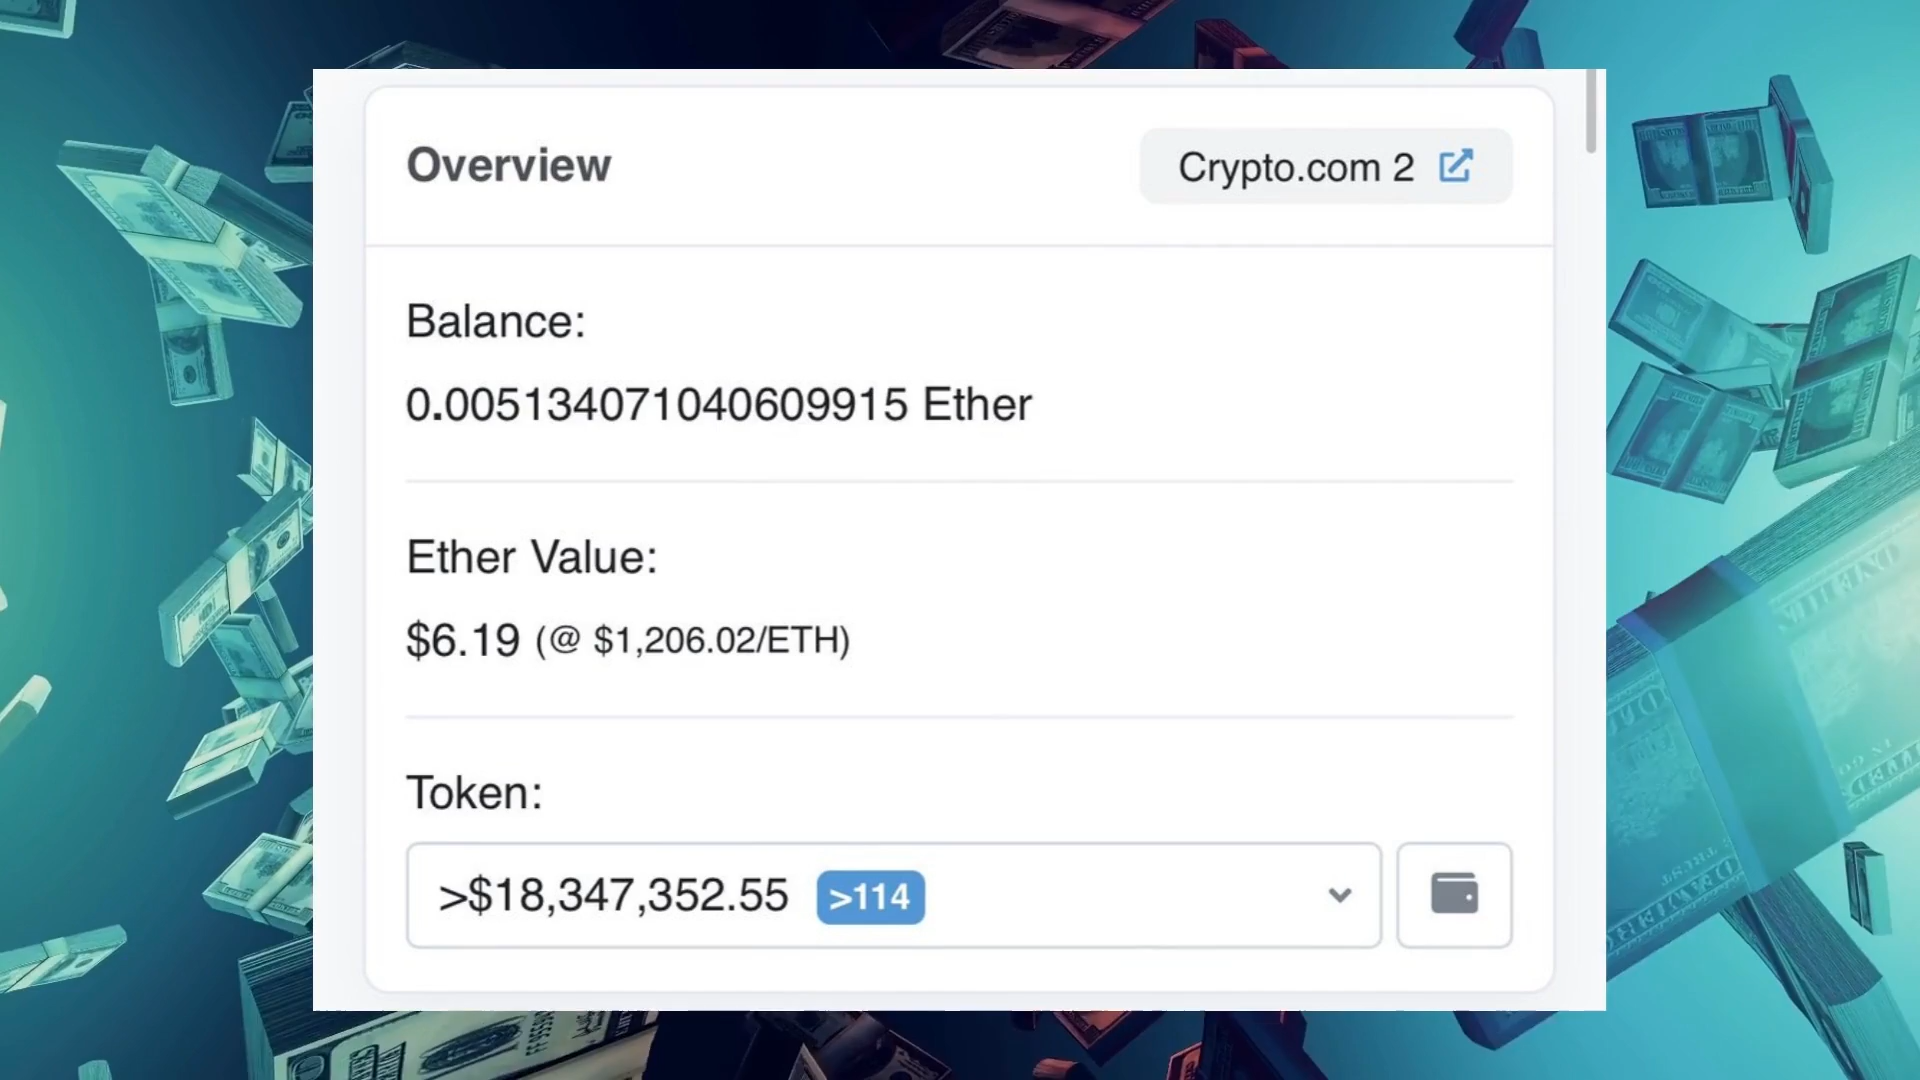 Overview
Crypto.com 2
Balance:
0.005134071040609915 Ether
Ether Value:
$6.19 (@ $1,206.02/ETH)
Token:
>$18,347,352.55 >114